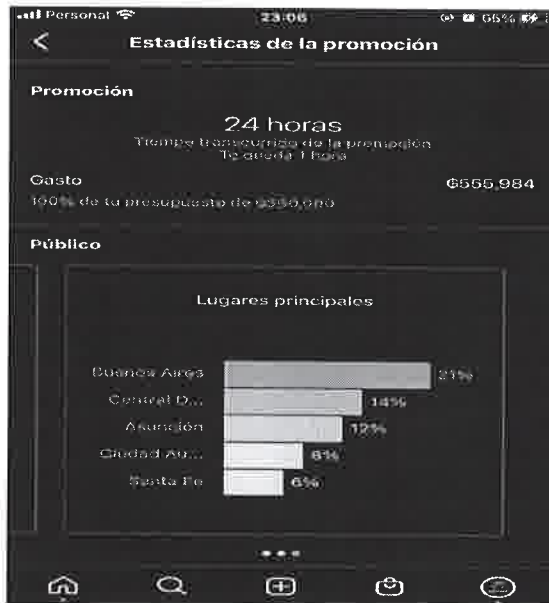 Personal 23:06 66%
Estadísticas de la promoción
Promoción
24 horas
Tiempo transcurrido de la promoción
Te queda 1 hora
Gasto ₲555,984
100% de tu presupuesto de
Público
Lugares principales
Buenos Aires 21%
Central D... 14%
Asunción 12%
Ciudad Au... 8%
Santa Fe 6%